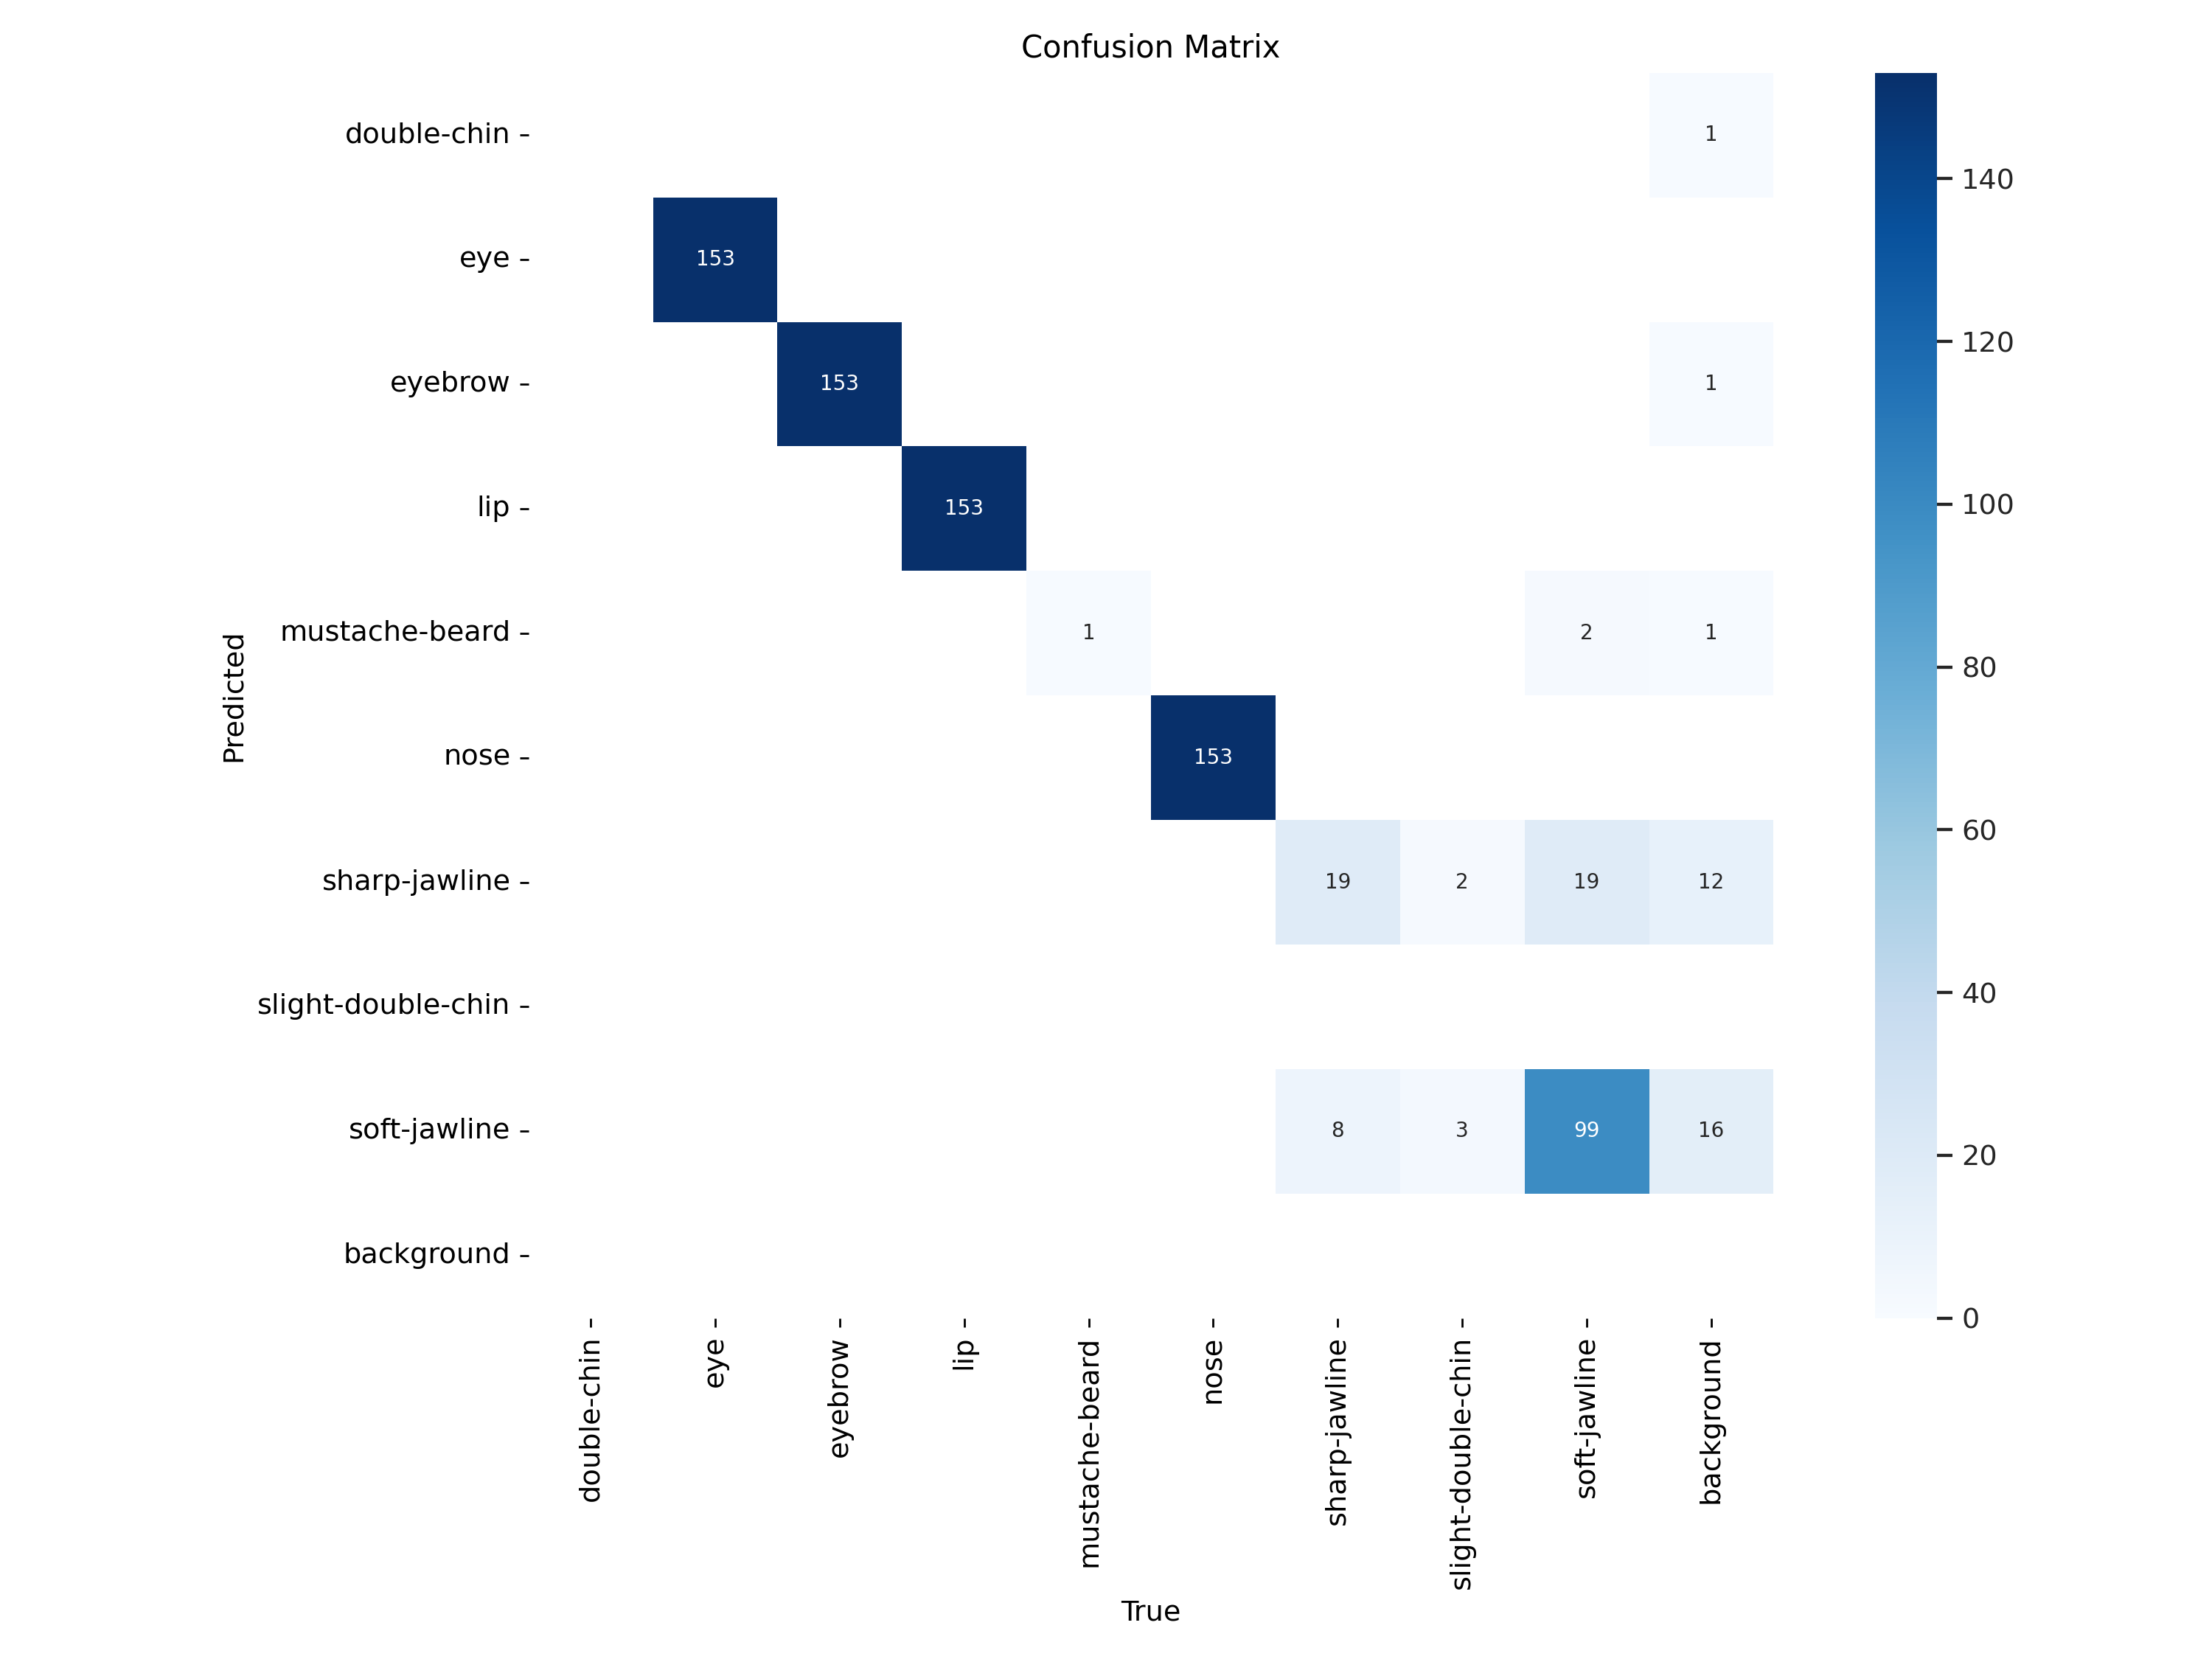 Confusion Matrix
double-chin
1
140
eye
153
120
eyebrow
153
1
lip
153
100
mustache-beard
1
2
1
80
Predicted
nose
153
60
sharp-jawline
19
2
19
12
40
slight-double-chin
soft-jawline
8
3
99
16
20
background
0
double-chin
eye
eyebrow
lip
mustache-beard
nose
sharp-jawline
slight-double-chin
soft-jawline
background
True